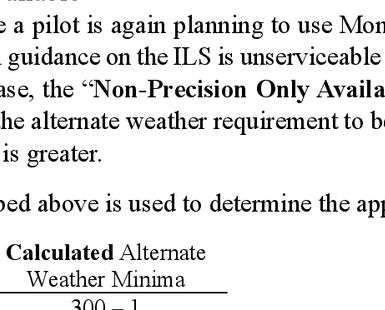 e a pilot is again planning to use Mon
guidance on the ILS is unserviceable
ase, the “Non-Precision Only Availa
the alternate weather requirement to be
is greater.
bed above is used to determine the app
Calculated Alternate
Weather Minima
300 – 1